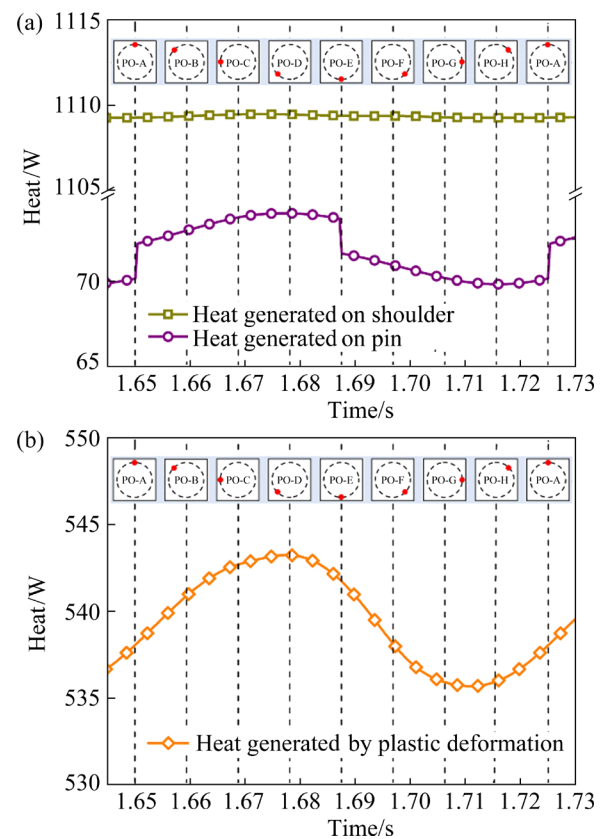 (a)
1115
PO-A PO-B PO-C PO-D PO-E PO-F PO-G PO-H PO-A
1110
1105
Heat/W
70
Heat generated on shoulder
Heat generated on pin
65
1.65 1.66 1.67 1.68 1.69 1.70 1.71 1.72 1.73
Time/s
(b)
550
PO-A PO-B PO-C PO-D PO-E PO-F PO-G PO-H PO-A
545
Heat/W
540
535
Heat generated by plastic deformation
530
1.65 1.66 1.67 1.68 1.69 1.70 1.71 1.72 1.73
Time/s